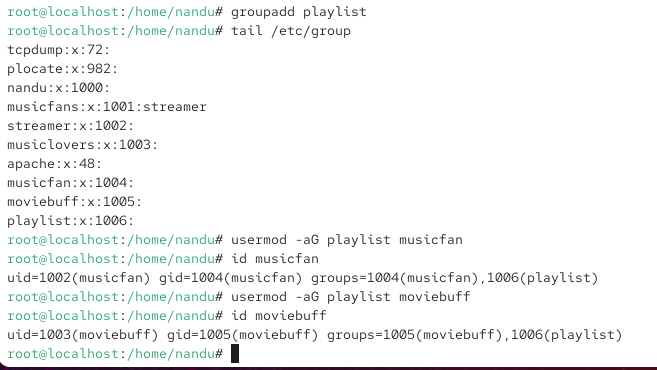 root@localhost:/home/nandu# groupadd playlist
root@localhost:/home/nandu# tail /etc/group
tcpdump:x:72:
plocate:x:982:
nandu:x:1000:
musicfans:x:1001:streamer
streamer:x:1002:
musiclovers:x:1003:
apache:x:48:
musicfan:x:1004:
moviebuff:x:1005:
playlist:x:1006:
root@localhost:/home/nandu# usermod -aG playlist musicfan
root@localhost:/home/nandu# id musicfan
uid=1002(musicfan) gid=1004(musicfan) groups=1004(musicfan),1006(playlist)
root@localhost:/home/nandu# usermod -aG playlist moviebuff
root@localhost:/home/nandu# id moviebuff
uid=1003(moviebuff) gid=1005(moviebuff) groups=1005(moviebuff),1006(playlist)
root@localhost:/home/nandu#